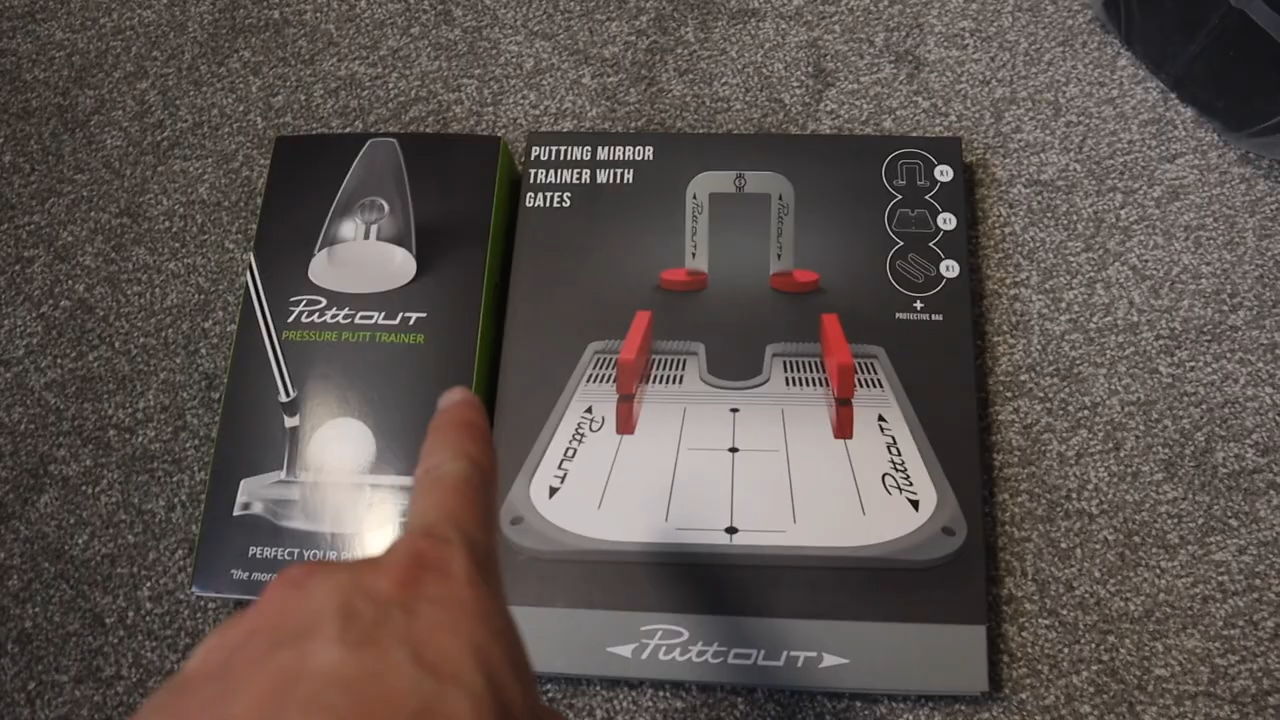 PuttOUT
PRESSURE PUTT TRAINER
PERFECT YOUR
"the more
PUTTING MIRROR
TRAINER WITH
GATES
PuttOUT
PuttOUT
X1
X1
X1
+
PROTECTIVE BAG
PuttOUT
PuttOUT
PuttOUT